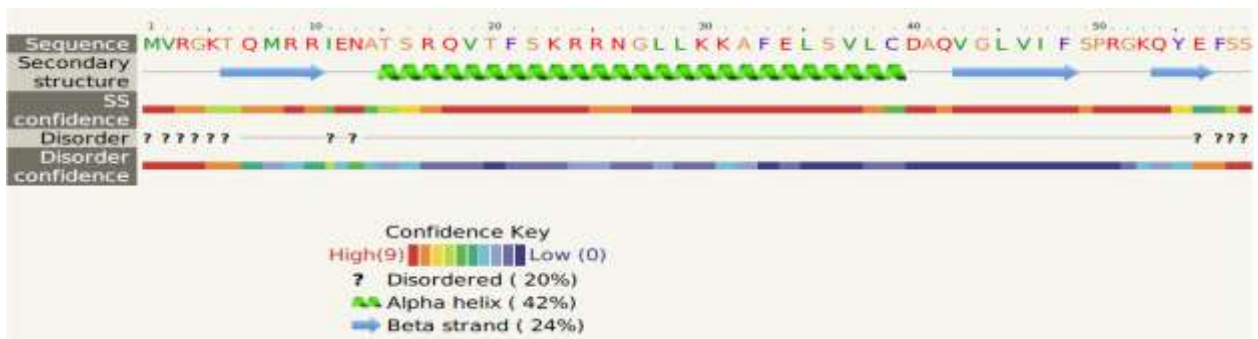 1 10 20 30 40 50
Sequence MVRGKTQMRRIENATSRQVTFSKRRNGLLKKAFELSVLCDAQVGLVIFSPRGKQYEFSS
Secondary
structure
SS
confidence
Disorder ? ????? ? ? ? ???
Disorder
confidence
Confidence Key
High(9) Low (0)
? Disordered ( 20%)
Alpha helix ( 42%)
Beta strand ( 24%)